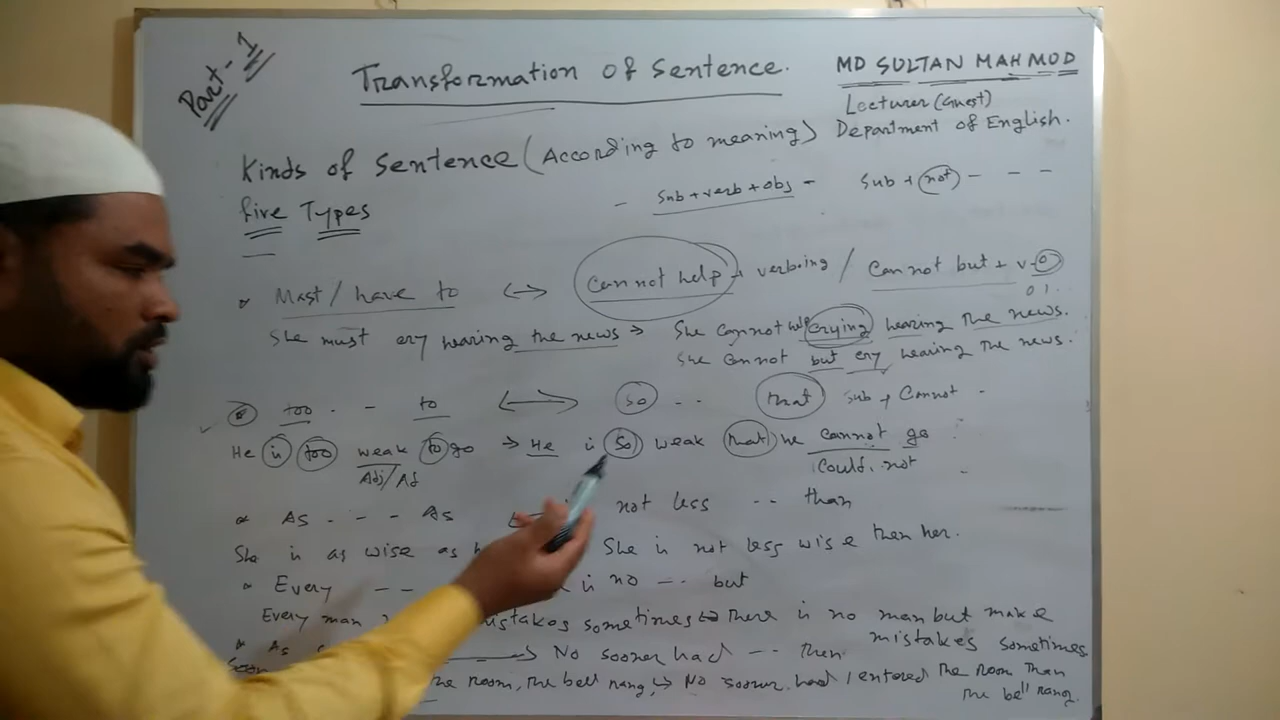 Part-1
Transformation of Sentence.
MD SULTAN MAHMOD
Lecturer (Guest)
Department of English.
Kinds of Sentence (According to meaning)
five Types
- Sub + verb + obj -
Sub + not - - -
Must / have to ↔ Cannot help + verb+ing / Cannot but + v-
She must cry hearing the news → She cannot help crying hearing the news.
She Cannot but cry hearing the news.
too - - to ↔ So - - that sub + Cannot -
He is too weak to go → He is so weak that he cannot go
Adj/Ad
Could not
As - - - As not less - - than
She is as wise as She is not less wise then her.
Every - - no - - but
Every man mistakes sometimes ↔ There is no man but make
mistakes sometimes
As → No sooner had - - then
Soon
the room, the bell rang, → No sooner had I entered the room than
the bell rang.